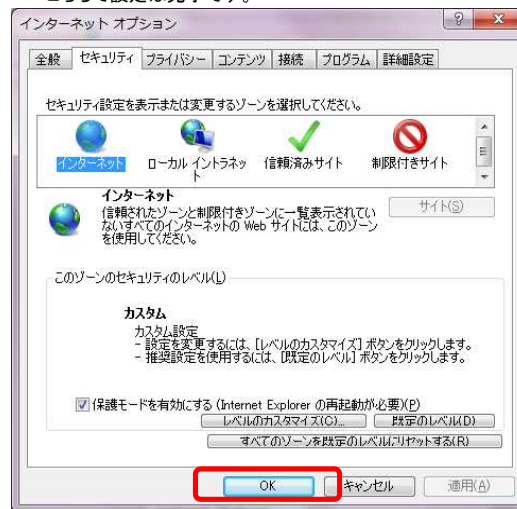 こちらで設定は完了です。
インターネット オプション
全般 セキュリティ プライバシー コンテンツ 接続 プログラム 詳細設定
セキュリティ設定を表示または変更するゾーンを選択してください。
インターネット ローカル イントラネット 信頼済みサイト 制限付きサイト
インターネット
サイト(S)
信頼されたゾーンと制限付きゾーンに一覧表示されてい
ないすべてのインターネットの Web サイトには、このゾーン
を使用してください。
このゾーンのセキュリティのレベル(L)
カスタム
カスタム設定
- 設定を変更するには、[レベルのカスタマイズ] ボタンをクリックします。
- 推奨設定を使用するには、[既定のレベル] ボタンをクリックします。
保護モードを有効にする (Internet Explorer の再起動が必要)(P)
レベルのカスタマイズ(C)... 既定のレベル(D)
すべてのゾーンを既定のレベルにリセットする(R)
OK キャンセル 適用(A)